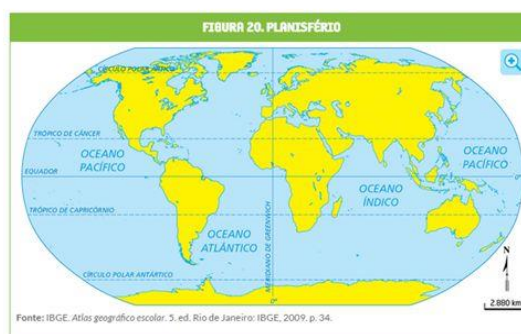 FIGURA 20. PLANISFÉRIO
CÍRCULO POLAR ÁRTICO
TRÓPICO DE CÂNCER
OCEANO
PACÍFICO
OCEANO
PACÍFICO
EQUADOR
0°
OCEANO
ÍNDICO
TRÓPICO DE CAPRICÓRNIO
OCEANO
ATLÂNTICO
MERIDIANO DE GREENWICH
CÍRCULO POLAR ANTÁRTICO
0°
N
2.880 km
Fonte: IBGE. Atlas geográfico escolar. 5. ed. Rio de Janeiro: IBGE, 2009. p. 34.